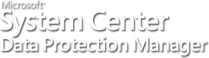 Microsoft®
System Center
Data Protection Manager